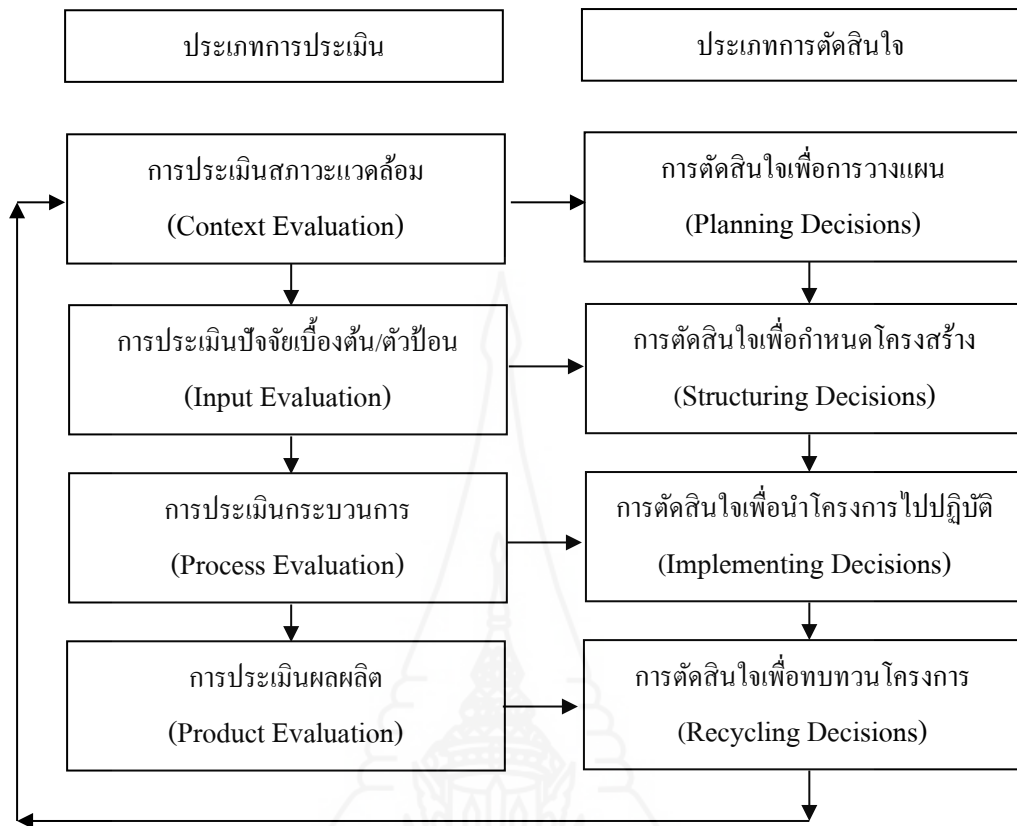 ประเภทการประเมิน
ประเภทการตัดสินใจ
การประเมินสภาวะแวดล้อม
(Context Evaluation)
การตัดสินใจเพื่อการวางแผน
(Planning Decisions)
การประเมินปัจจัยเบื้องต้น/ตัวป้อน
(Input Evaluation)
การตัดสินใจเพื่อกำหนดโครงสร้าง
(Structuring Decisions)
การประเมินกระบวนการ
(Process Evaluation)
การตัดสินใจเพื่อนำโครงการไปปฏิบัติ
(Implementing Decisions)
การประเมินผลผลิต
(Product Evaluation)
การตัดสินใจเพื่อทบทวนโครงการ
(Recycling Decisions)